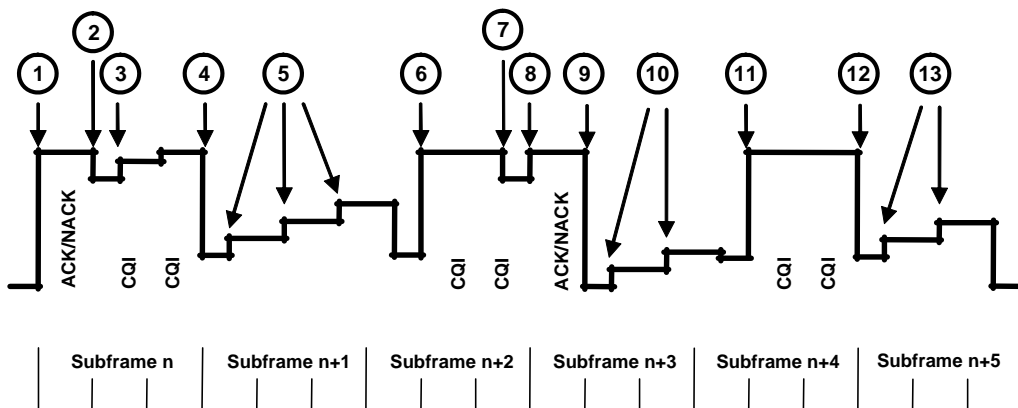 7
2
1
3
4
5
6
8
9
10
11
12
13
ACK/NACK
CQI
CQI
CQI
CQI
ACK/NACK
CQI
CQI
Subframe n
Subframe n+1
Subframe n+2
Subframe n+3
Subframe n+4
Subframe n+5